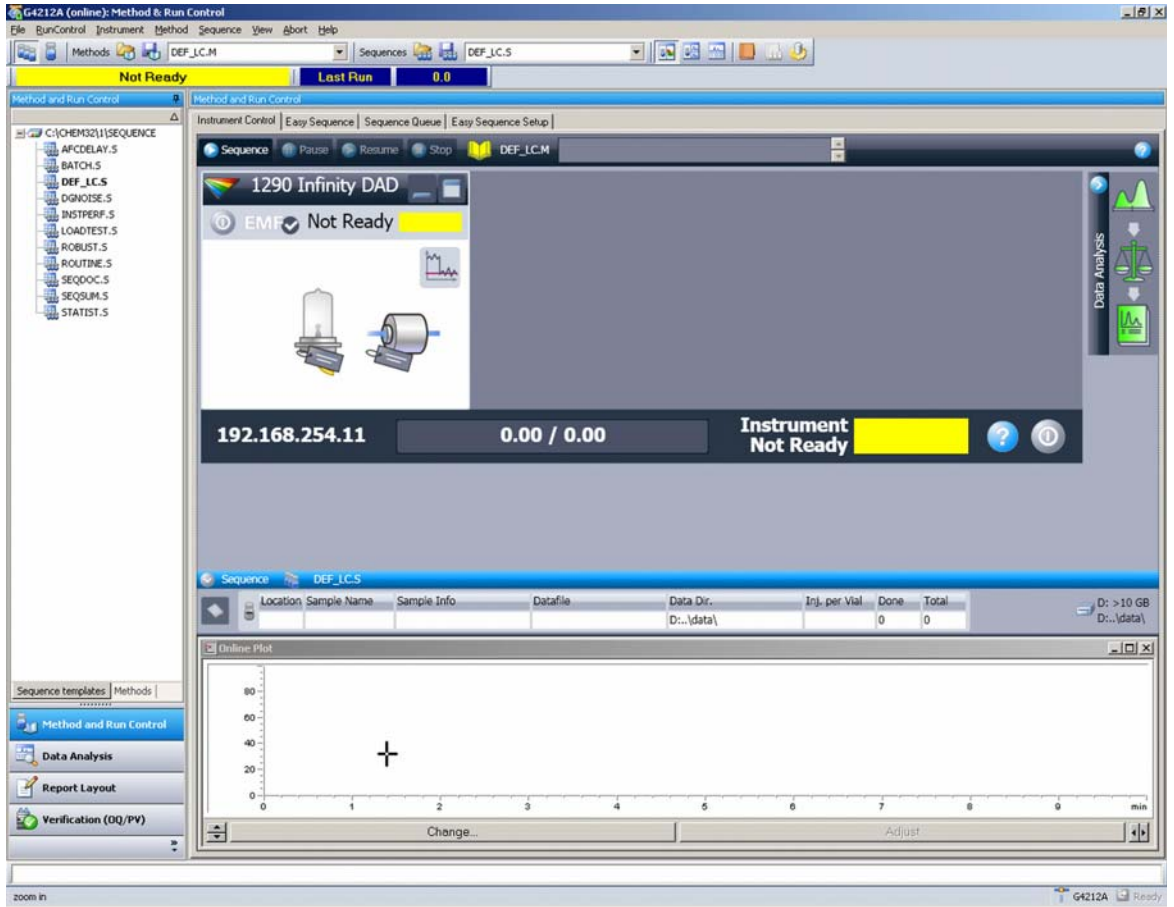 G4212A (online): Method & Run Control
File RunControl Instrument Method Sequence View Abort Help
Methods DEF_LC.M Sequences DEF_LC.S
Not Ready Last Run 0.0
Method and Run Control
Method and Run Control
Instrument Control Easy Sequence Sequence Queue Easy Sequence Setup
C:\CHEM32\1\SEQUENCE
AFCDELAY.S
BATCH.S
DEF_LC.S
DGNOISE.S
INSTPERF.S
LOADTEST.S
ROBUST.S
ROUTINE.S
SEQDOC.S
SEQSUM.S
STATIST.S
Sequence Pause Resume Stop DEF_LC.M
1290 Infinity DAD
EMF Not Ready
Data Analysis
192.168.254.11 0.00 / 0.00 Instrument
Not Ready
Sequence DEF_LC.S
Location Sample Name Sample Info Datafile Data Dir. Inj. per Vial Done Total
D:..\data\ 0 0
D: >10 GB
D:..\data\
Online Plot
80
60
40
20
0
0 1 2 3 4 5 6 7 8 9 min
Change... Adjust
Sequence templates Methods
Method and Run Control
Data Analysis
Report Layout
Verification (OQ/PV)
zoom in
G4212A Ready